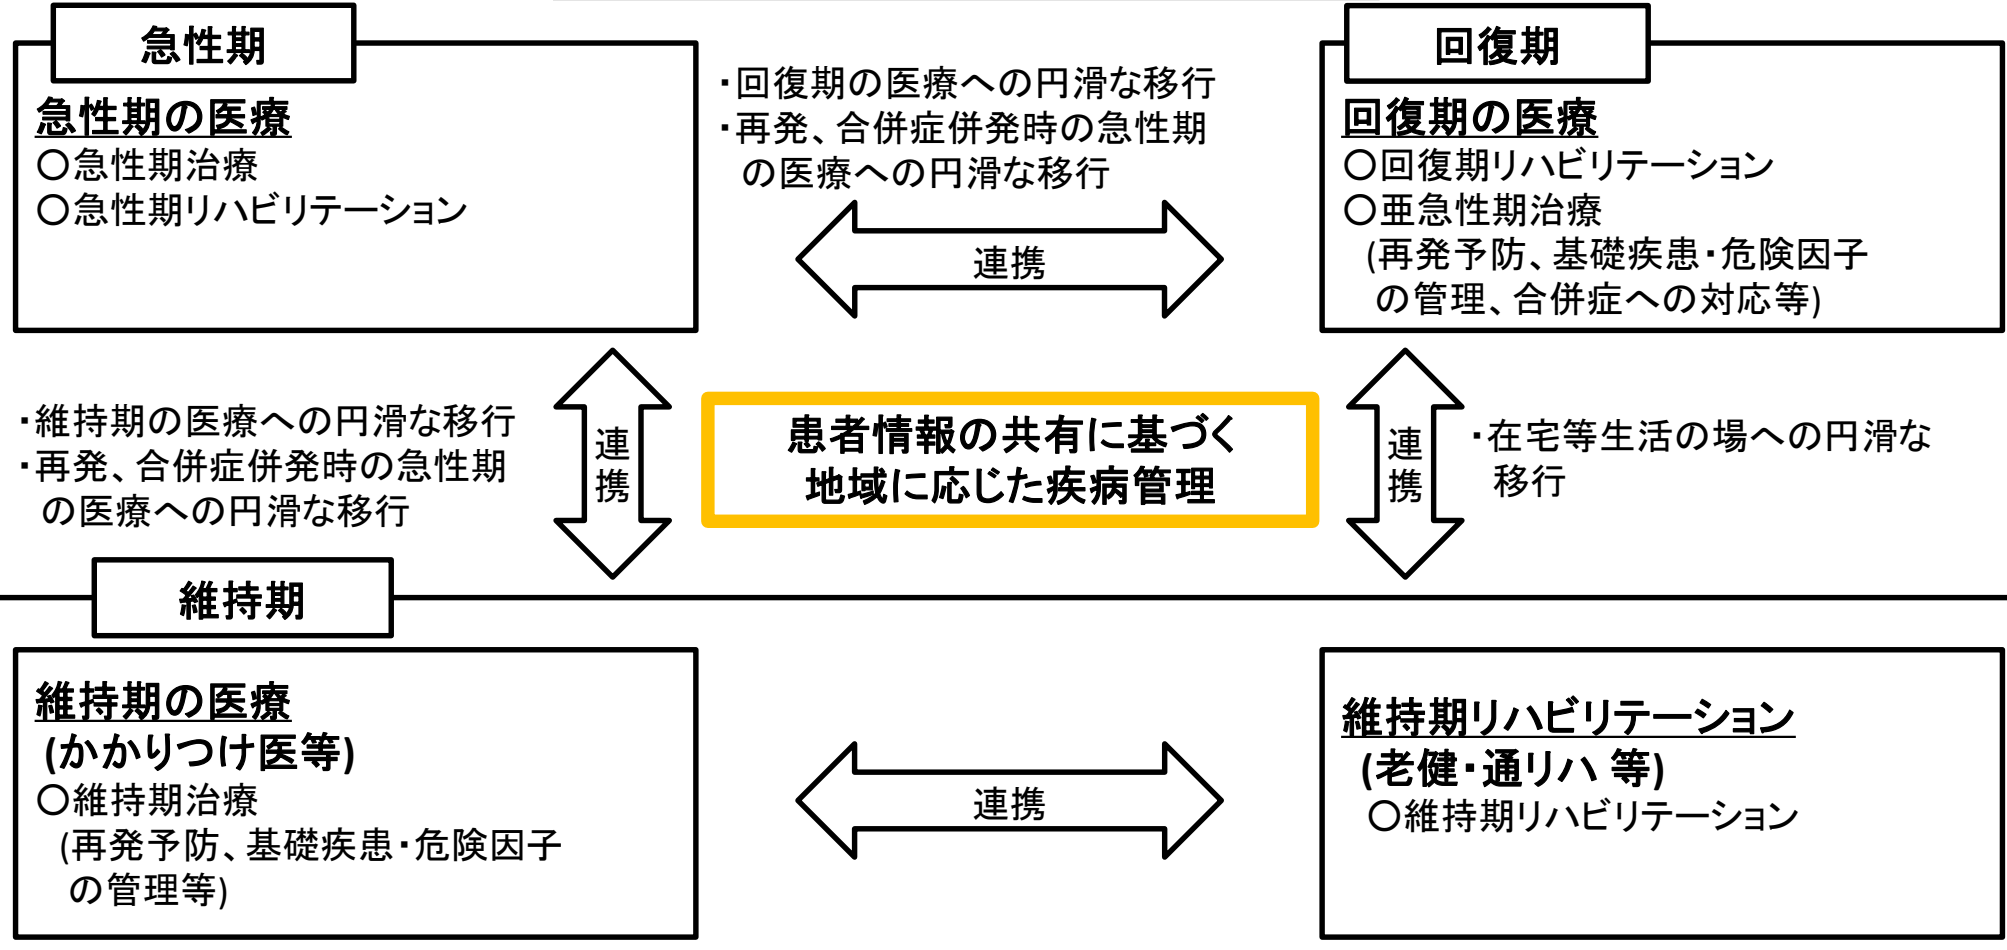 急性期
急性期の医療
○急性期治療
○急性期リハビリテーション
・回復期の医療への円滑な移行
・再発、合併症併発時の急性期
の医療への円滑な移行
連携
回復期
回復期の医療
○回復期リハビリテーション
○亜急性期治療
(再発予防、基礎疾患・危険因子
の管理、合併症への対応等)
・維持期の医療への円滑な移行
・再発、合併症併発時の急性期
の医療への円滑な移行
連携
患者情報の共有に基づく
地域に応じた疾病管理
連携
・在宅等生活の場への円滑な
移行
維持期
維持期の医療
(かかりつけ医等)
○維持期治療
(再発予防、基礎疾患・危険因子
の管理等)
連携
維持期リハビリテーション
(老健・通リハ 等)
○維持期リハビリテーション